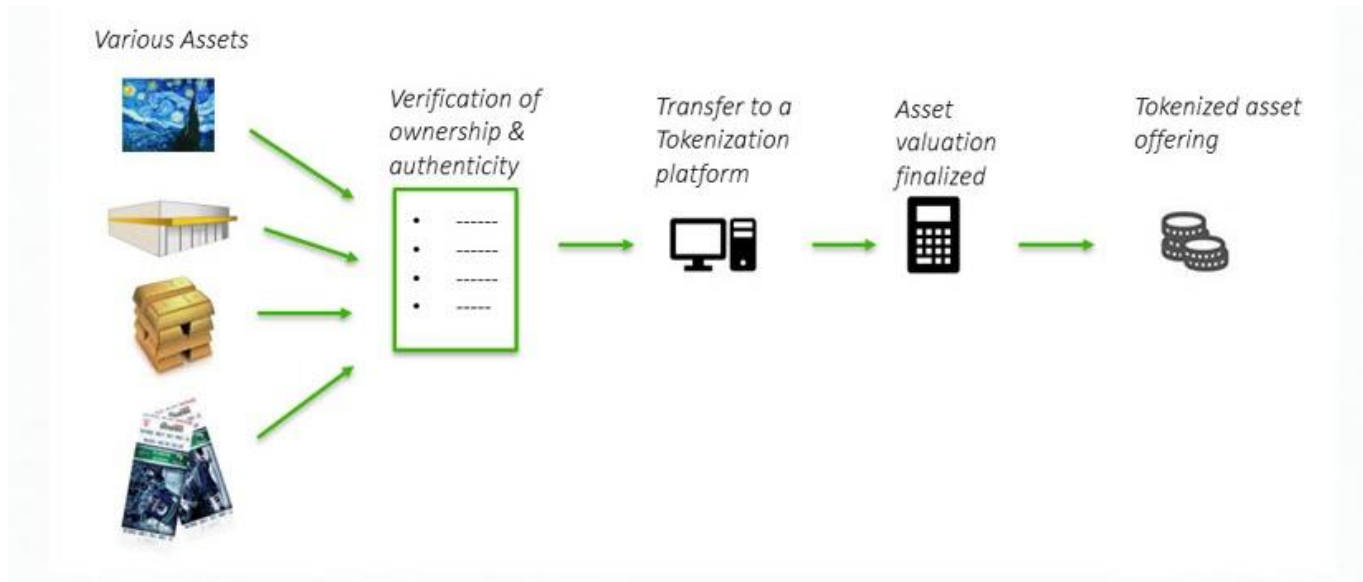 Various Assets
Verification of
ownership &
authenticity
Transfer to a
Tokenization
platform
Asset
valuation
finalized
Tokenized asset
offering